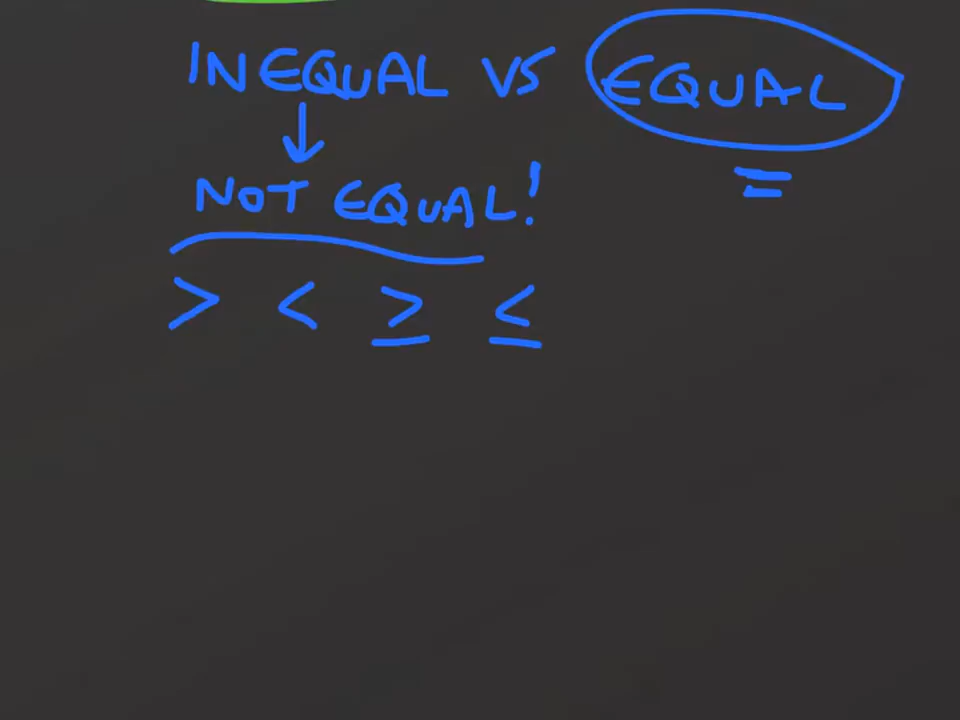 INEQUAL VS EQUAL
↓ =
NOT EQUAL!
> < ≥ ≤